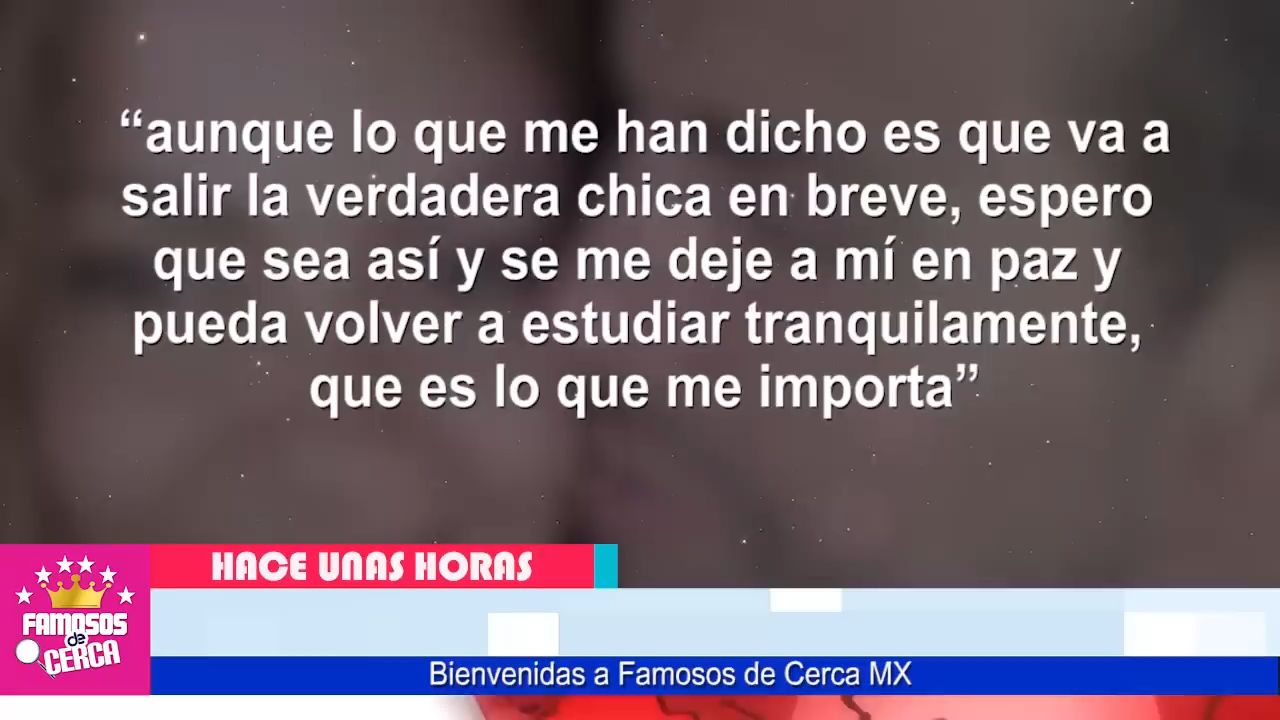 “aunque lo que me han dicho es que va a
salir la verdadera chica en breve, espero
que sea así y se me deje a mí en paz y
pueda volver a estudiar tranquilamente,
que es lo que me importa”
HACE UNAS HORAS
FAMOSOS
de
CERCA
Bienvenidas a Famosos de Cerca MX